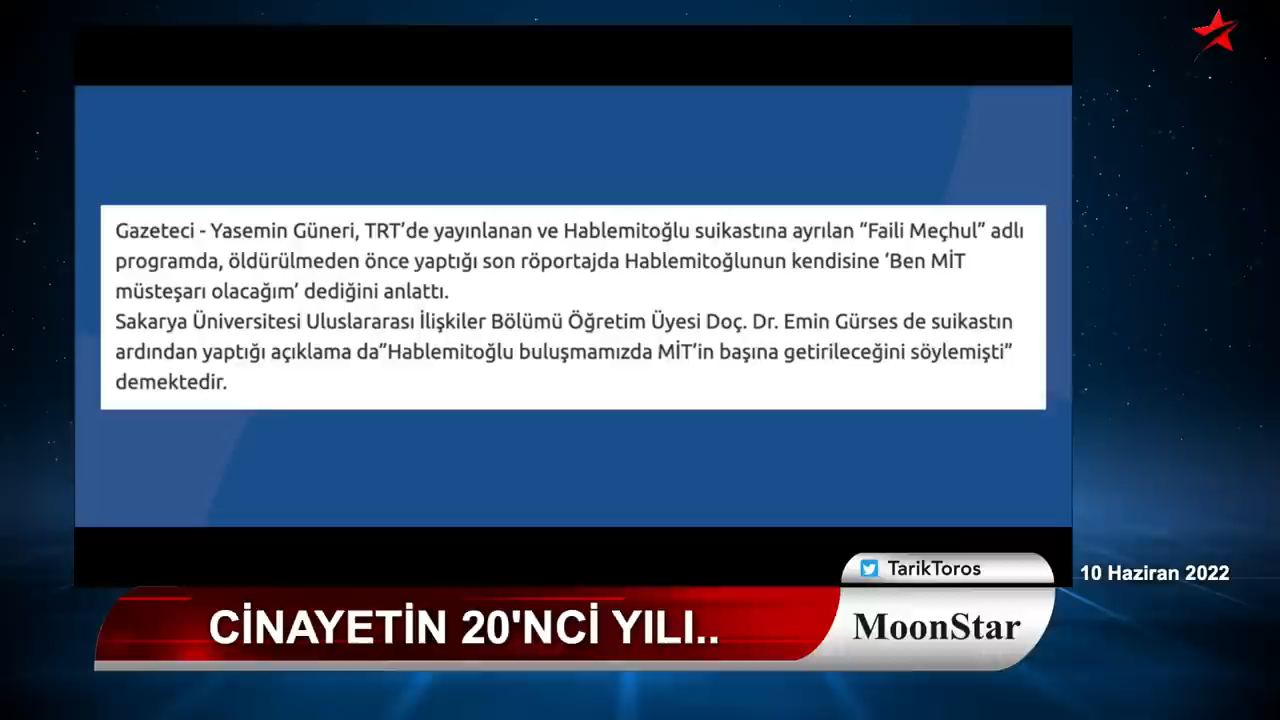 Gazeteci - Yasemin Güneri, TRT’de yayınlanan ve Hablemitoğlu suikastına ayrılan “Faili Meçhul” adlı
programda, öldürülmeden önce yaptığı son röportajda Hablemitoğlunun kendisine ‘Ben MİT
müsteşarı olacağım’ dediğini anlattı.
Sakarya Üniversitesi Uluslararası İlişkiler Bölümü Öğretim Üyesi Doç. Dr. Emin Gürses de suikastın
ardından yaptığı açıklama da”Hablemitoğlu buluşmamızda MİT’in başına getirileceğini söylemişti”
demektedir.
TarikToros
10 Haziran 2022
CİNAYETİN 20'NCİ YILI..
MoonStar